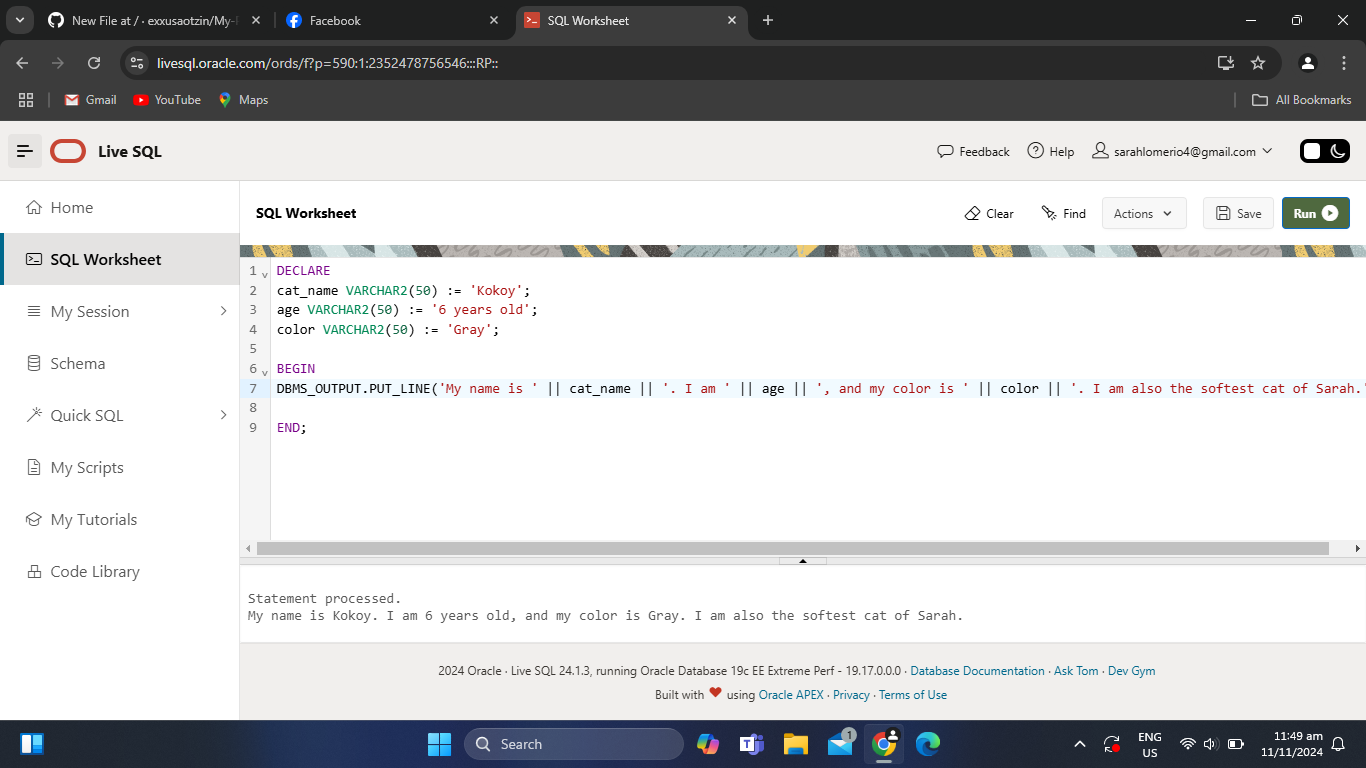 New File at / · exxusaotzin/My-
Facebook
SQL Worksheet
livesql.oracle.com/ords/f?p=590:1:2352478756546:::RP::
Gmail
YouTube
Maps
All Bookmarks
Live SQL
Feedback
Help
sarahlomerio4@gmail.com
Home
SQL Worksheet
My Session
Schema
Quick SQL
My Scripts
My Tutorials
Code Library
SQL Worksheet
Clear
Find
Actions
Save
Run
1 DECLARE
2 cat_name VARCHAR2(50) := 'Kokoy';
3 age VARCHAR2(50) := '6 years old';
4 color VARCHAR2(50) := 'Gray';
5
6 BEGIN
7 DBMS_OUTPUT.PUT_LINE('My name is ' || cat_name || '. I am ' || age || ', and my color is ' || color || '. I am also the softest cat of Sarah.'
8
9 END;
Statement processed.
My name is Kokoy. I am 6 years old, and my color is Gray. I am also the softest cat of Sarah.
2024 Oracle · Live SQL 24.1.3, running Oracle Database 19c EE Extreme Perf - 19.17.0.0.0 · Database Documentation · Ask Tom · Dev Gym
Built with ❤ using Oracle APEX · Privacy · Terms of Use
Search
1
ENG
US
11:49 am
11/11/2024